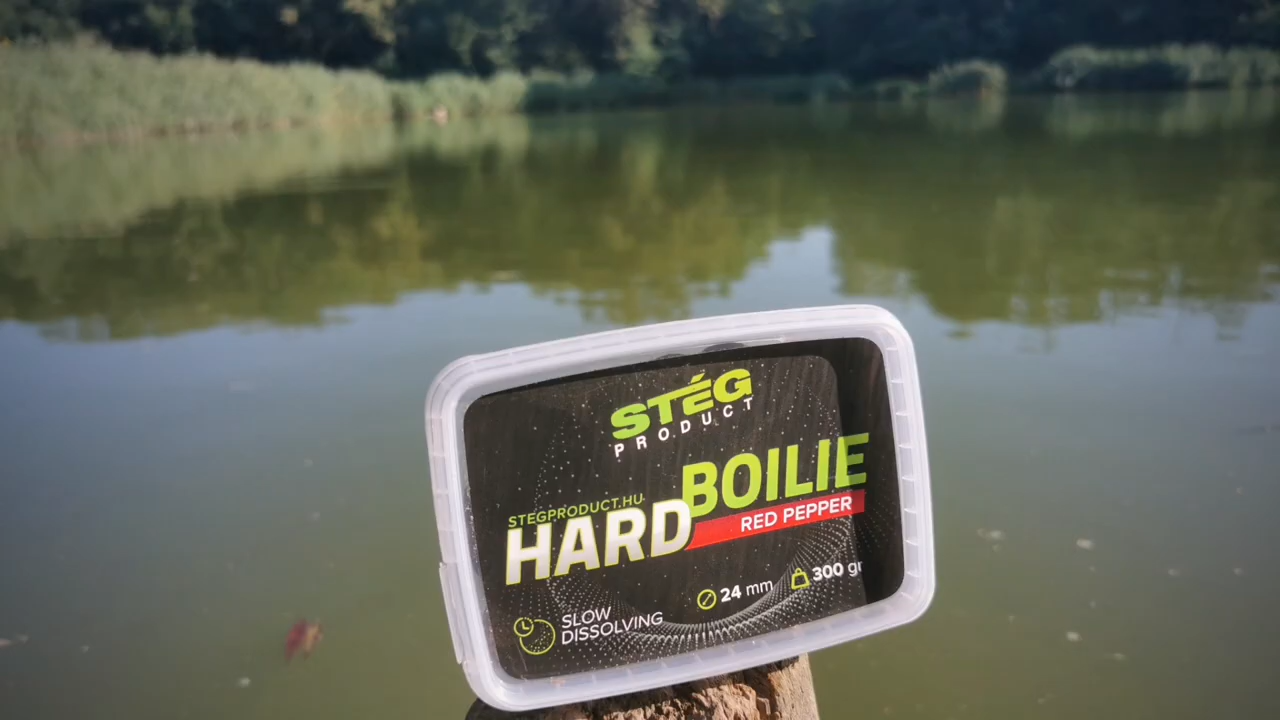 STÉG
PRODUCT
BOILIE
STEGPRODUCT.HU
HARD
RED PEPPER
24 mm
300 gr
SLOW
DISSOLVING